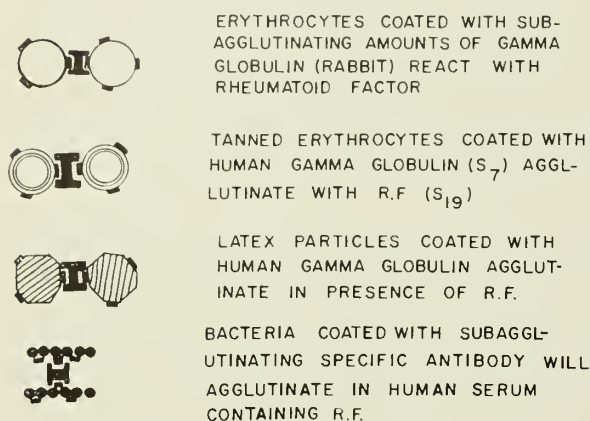 ERYTHROCYTES COATED WITH SUB-
AGGLUTINATING AMOUNTS OF GAMMA
GLOBULIN (RABBIT) REACT WITH
RHEUMATOID FACTOR
TANNED ERYTHROCYTES COATED WITH
HUMAN GAMMA GLOBULIN (S7) AGGL-
LUTINATE WITH R.F (S19)
LATEX PARTICLES COATED WITH
HUMAN GAMMA GLOBULIN AGGLUT-
INATE IN PRESENCE OF R.F.
BACTERIA COATED WITH SUBAGGL-
UTINATING SPECIFIC ANTIBODY WILL
AGGLUTINATE IN HUMAN SERUM
CONTAINING R.F.